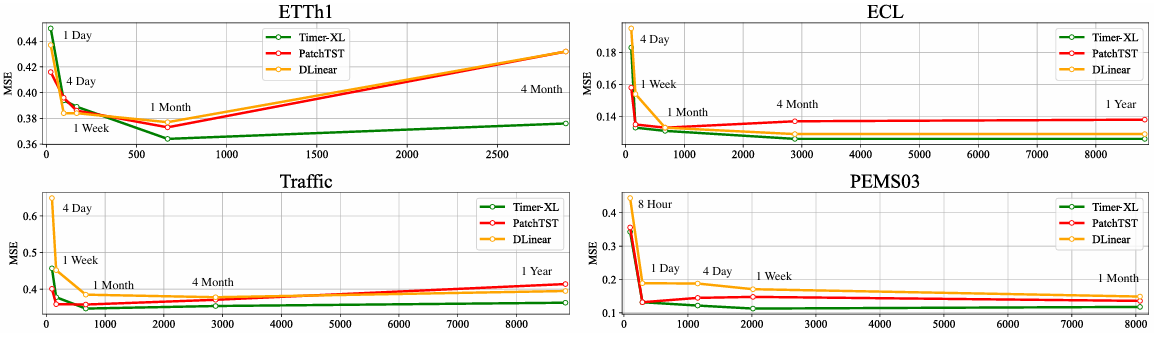 ETTh1
MSE
0.44
0.42
0.40
0.38
0.36
0
500
1000
1500
2000
2500
1 Day
4 Day
1 Week
1 Month
4 Month
Timer-XL
PatchTST
DLinear
ECL
MSE
0.18
0.16
0.14
0
1000
2000
3000
4000
5000
6000
7000
8000
4 Day
1 Week
1 Month
4 Month
1 Year
Timer-XL
PatchTST
DLinear
Traffic
MSE
0.6
0.5
0.4
0
1000
2000
3000
4000
5000
6000
7000
8000
4 Day
1 Week
1 Month
4 Month
1 Year
Timer-XL
PatchTST
DLinear
PEMS03
MSE
0.4
0.3
0.2
0.1
0
1000
2000
3000
4000
5000
6000
7000
8000
8 Hour
1 Day
4 Day
1 Week
1 Month
Timer-XL
PatchTST
DLinear